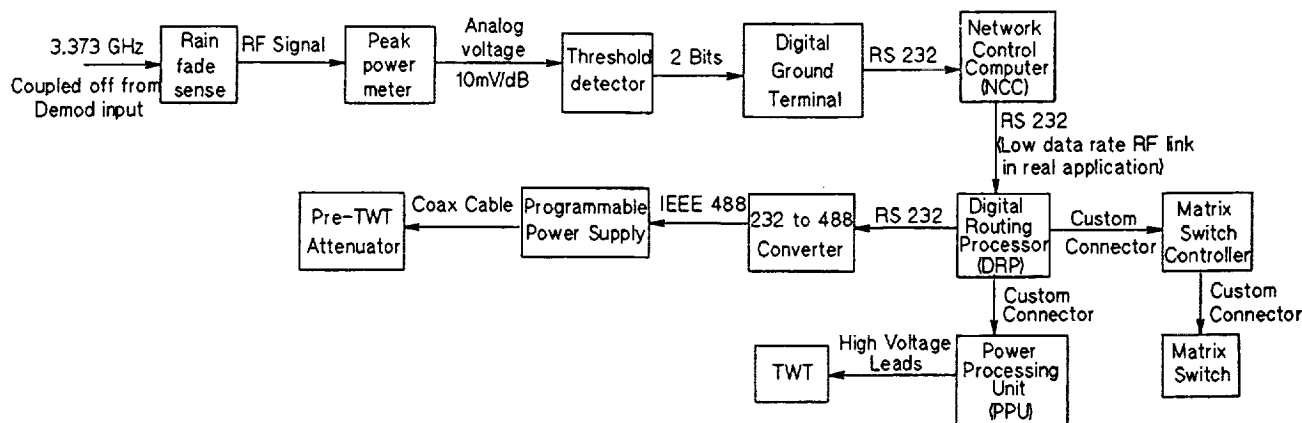 3.373 GHz
Coupled off from
Demod input
Rain
fade
sense
RF Signal
Peak
power
meter
Analog
voltage
10mV/dB
Threshold
detector
2 Bits
Digital
Ground
Terminal
RS 232
Network
Control
Computer
(NCC)
RS 232
(Low data rate RF link
in real application)
Pre-TWT
Attenuator
Coax Cable
Programmable
Power Supply
IEEE 488
232 to 488
Converter
RS 232
Digital
Routing
Processor
(DRP)
Custom
Connector
Matrix
Switch
Controller
Custom
Connector
Custom
Connector
TWT
High Voltage
Leads
Power
Processing
Unit
(PPU)
Matrix
Switch